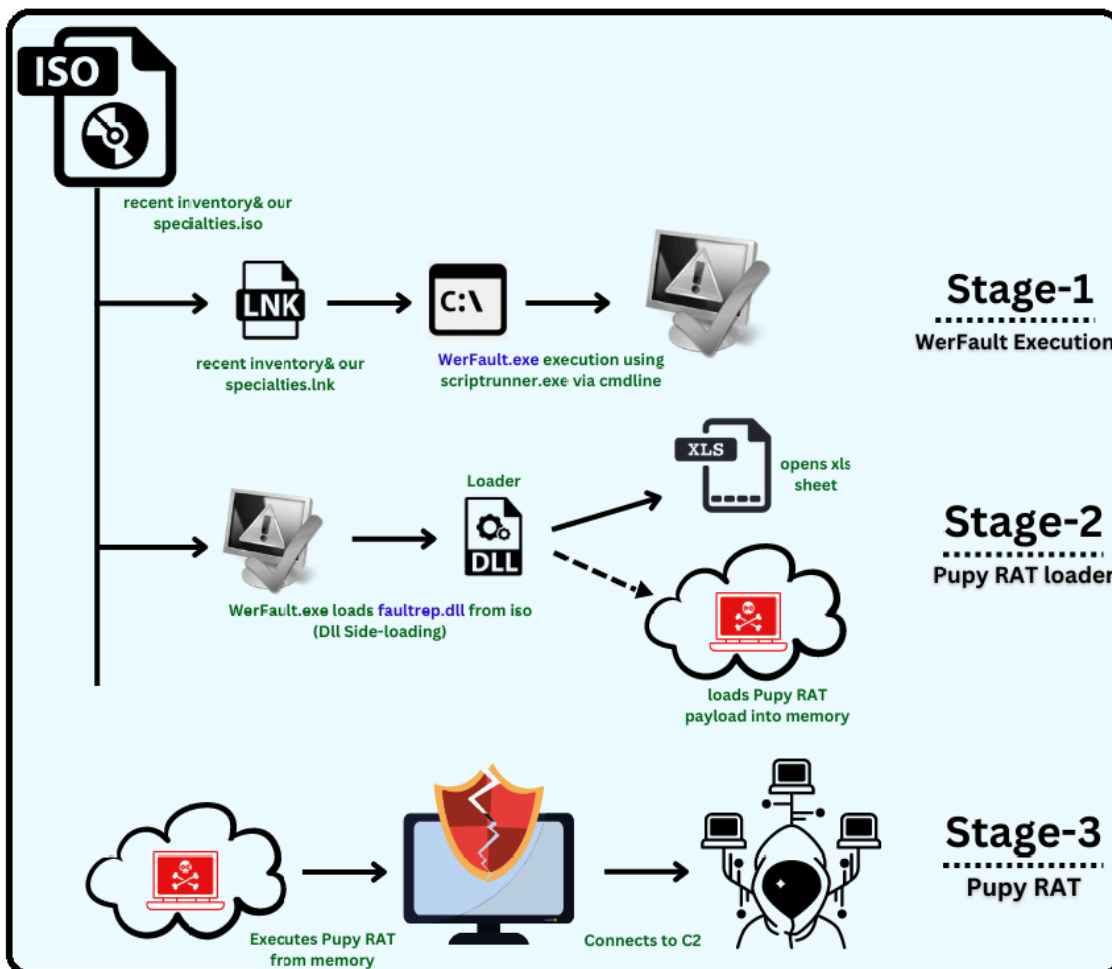 ISO
recent inventory& our
specialties.iso
LNK
C:\
Stage-1
WerFault Execution
recent inventory& our
specialties.lnk
WerFault.exe execution using
scriptrunner.exe via cmdline
XLS
opens xls
sheet
Loader
DLL
Stage-2
Pupy RAT loader
WerFault.exe loads faultrep.dll from iso
(Dll Side-loading)
loads Pupy RAT
payload into memory
Stage-3
Pupy RAT
Executes Pupy RAT
from memory
Connects to C2